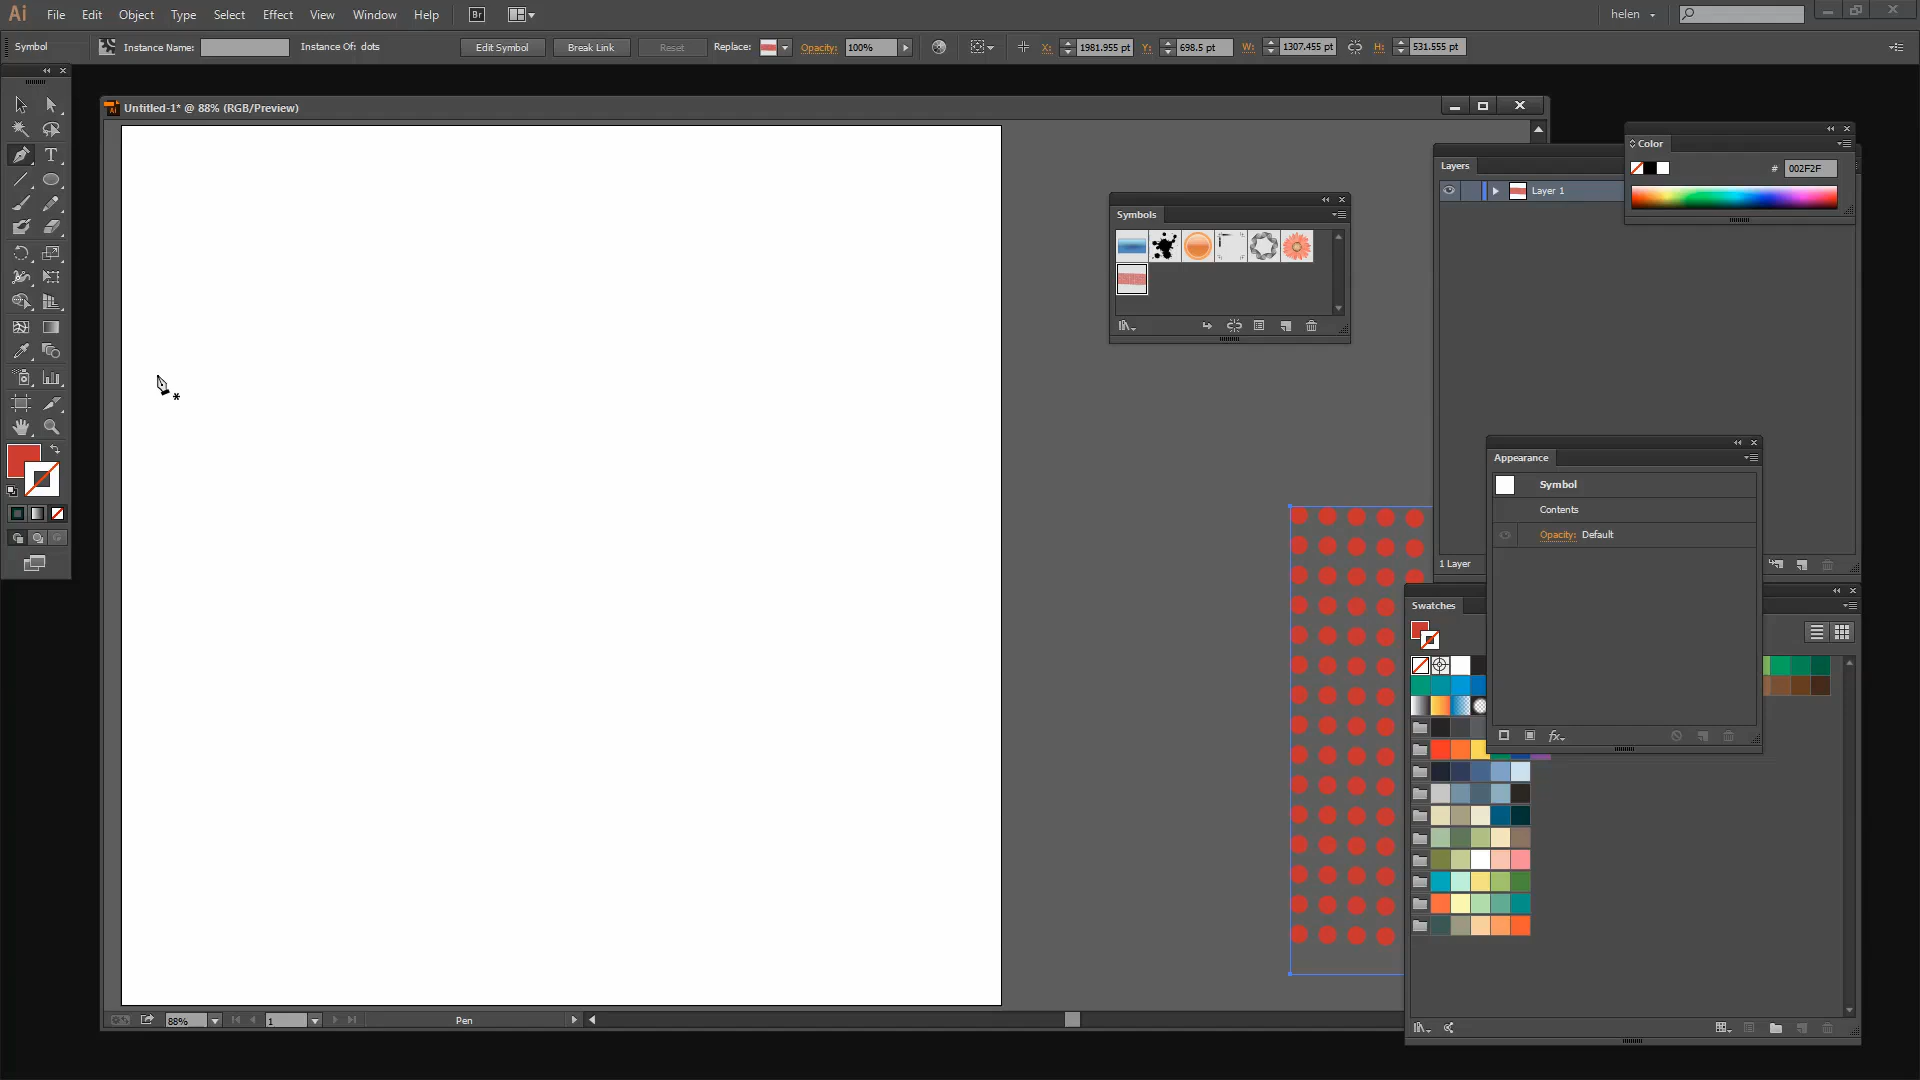 Ai File Edit Object Type Select Effect View Window Help Br helen
Symbol Instance Name: Instance Of: dots Edit Symbol Break Link Reset Replace: Opacity: 100% X: 1981.955 pt Y: 698.5 pt W: 1307.455 pt H: 531.555 pt
Untitled-1* @ 88% (RGB/Preview)
Color
# 002F2F
Layers
Layer 1
Symbols
T
Appearance
Symbol
Contents
Opacity: Default
fx
1 Layer
Swatches
88% 1 Pen